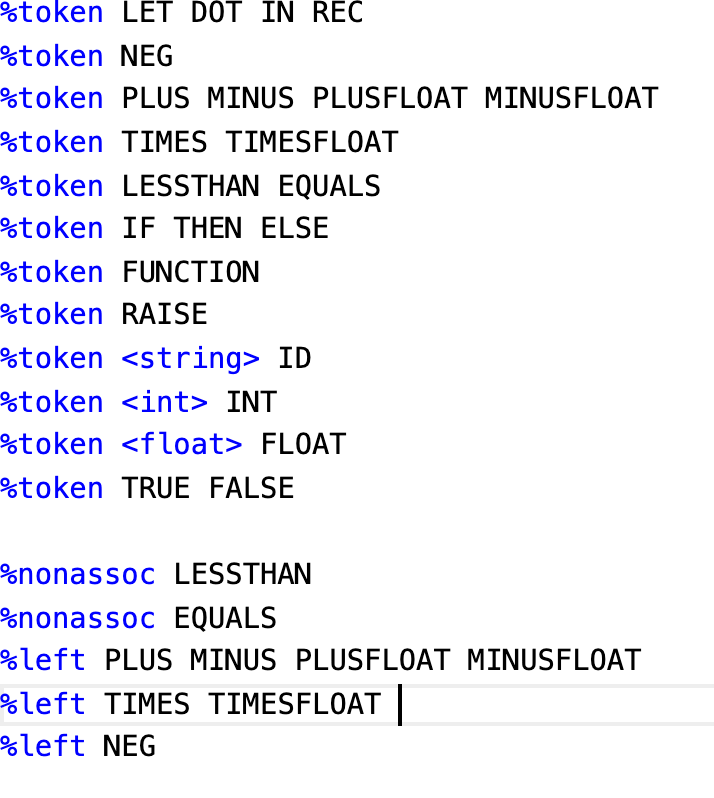 %token LET DOT IN REC
%token NEG
%token PLUS MINUS PLUSFLOAT MINUSFLOAT
%token TIMES TIMESFLOAT
%token LESSTHAN EQUALS
%token IF THEN ELSE
%token FUNCTION
%token RAISE
%token <string> ID
%token <int> INT
%token <float> FLOAT
%token TRUE FALSE
%nonassoc LESSTHAN
%nonassoc EQUALS
%left PLUS MINUS PLUSFLOAT MINUSFLOAT
%left TIMES TIMESFLOAT
%left NEG